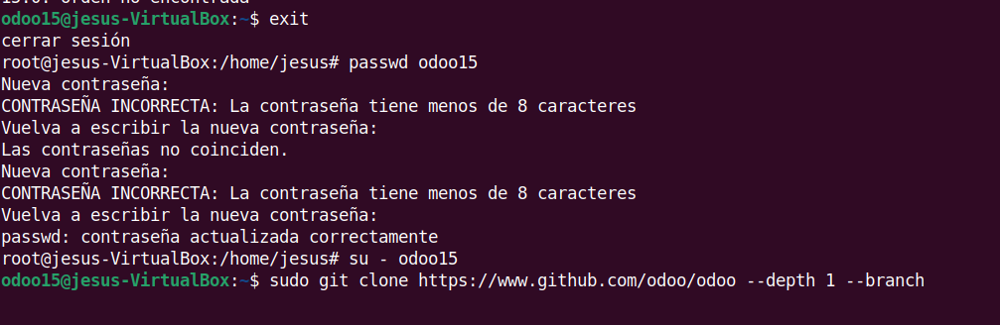 15.0: orden no encontrada
odoo15@jesus-VirtualBox:~$ exit
cerrar sesión
root@jesus-VirtualBox:/home/jesus# passwd odoo15
Nueva contraseña:
CONTRASEÑA INCORRECTA: La contraseña tiene menos de 8 caracteres
Vuelva a escribir la nueva contraseña:
Las contraseñas no coinciden.
Nueva contraseña:
CONTRASEÑA INCORRECTA: La contraseña tiene menos de 8 caracteres
Vuelva a escribir la nueva contraseña:
passwd: contraseña actualizada correctamente
root@jesus-VirtualBox:/home/jesus# su - odoo15
odoo15@jesus-VirtualBox:~$ sudo git clone https://www.github.com/odoo/odoo --depth 1 --branch